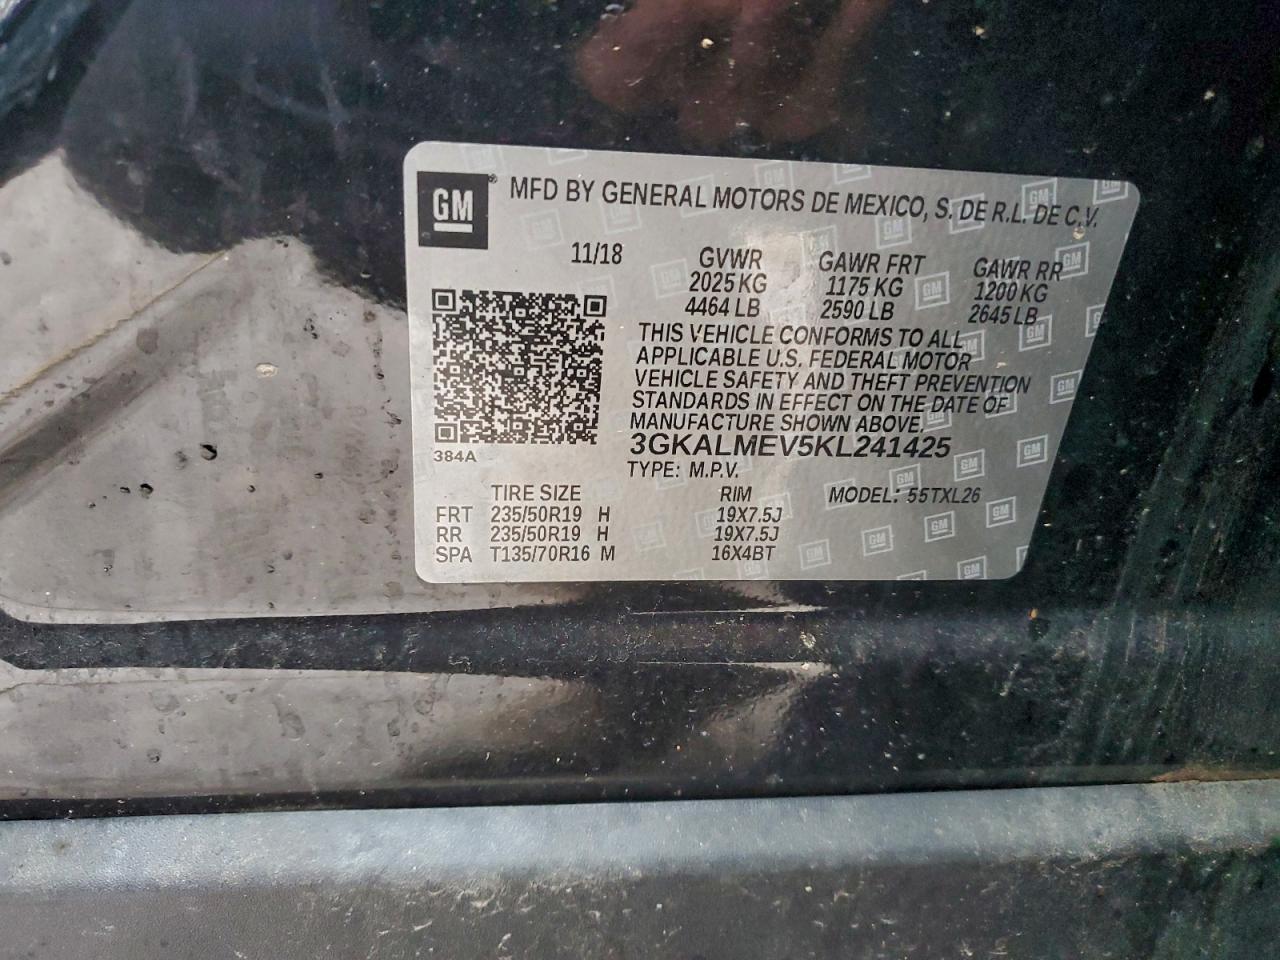 GM
MFD BY GENERAL MOTORS DE MEXICO, S. DE R.L. DE C.V.
11/18 GVWR GAWR FRT GAWR RR
2025 KG 1175 KG 1200 KG
4464 LB 2590 LB 2645 LB
THIS VEHICLE CONFORMS TO ALL
APPLICABLE U.S. FEDERAL MOTOR
VEHICLE SAFETY AND THEFT PREVENTION
STANDARDS IN EFFECT ON THE DATE OF
MANUFACTURE SHOWN ABOVE.
3GKALMEV5KL241425
384A
TYPE: M.P.V.
TIRE SIZE RIM MODEL: 55TXL26
FRT 235/50R19 H 19X7.5J
RR 235/50R19 H 19X7.5J
SPA T135/70R16 M 16X4BT